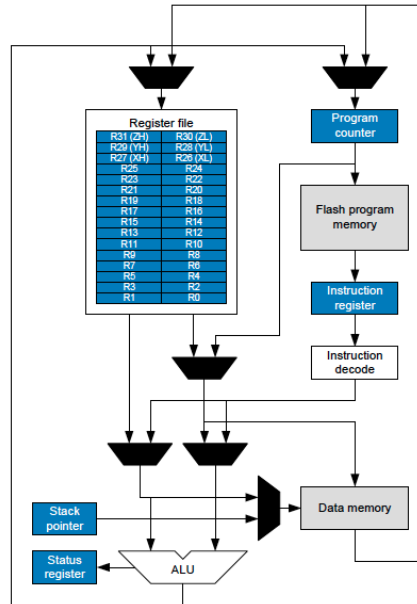 Register file
R31 (ZH) R30 (ZL)
R29 (YH) R28 (YL)
R27 (XH) R26 (XL)
R25 R24
R23 R22
R21 R20
R19 R18
R17 R16
R15 R14
R13 R12
R11 R10
R9 R8
R7 R6
R5 R4
R3 R2
R1 R0
Program
counter
Flash program
memory
Instruction
register
Instruction
decode
Stack
pointer
Data memory
Status
register
ALU